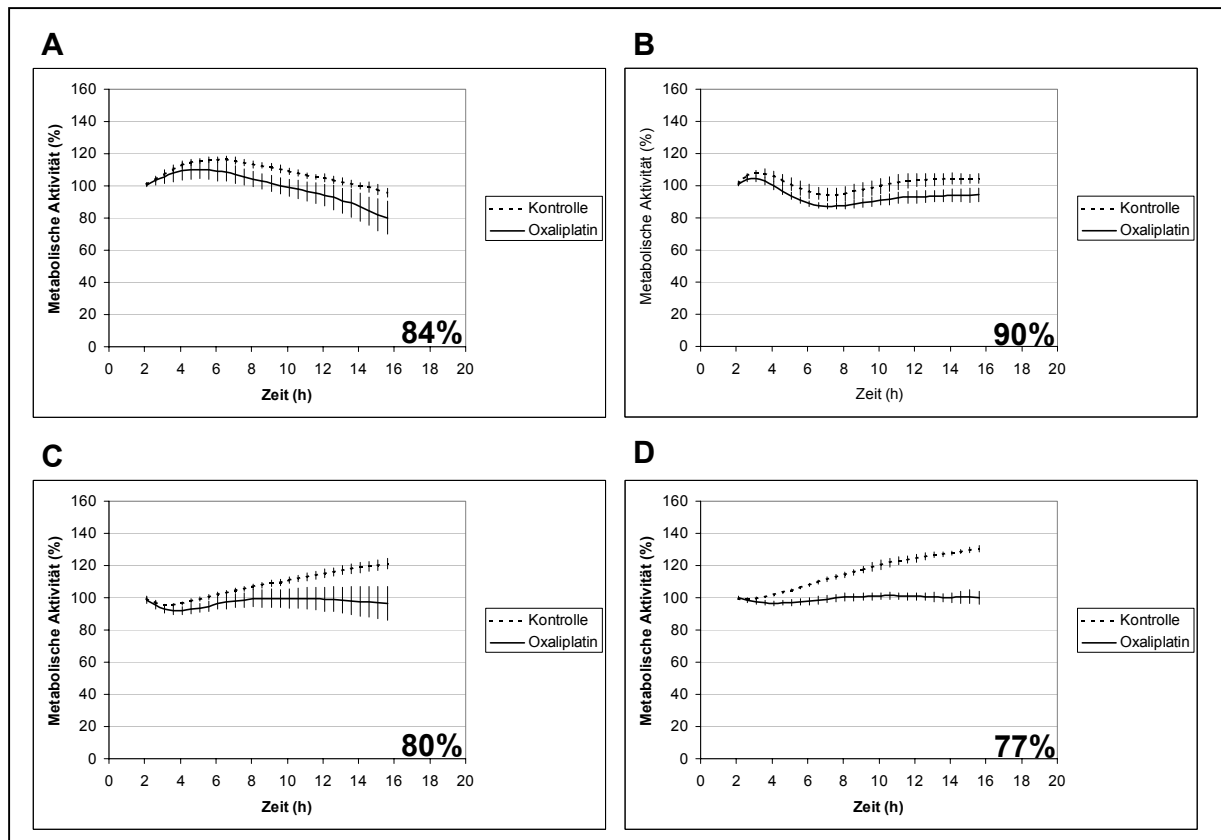 A
Metabolische Aktivität (%)
160
140
120
100
80
60
40
20
0
0 2 4 6 8 10 12 14 16 18 20
Zeit (h)
Kontrolle
Oxaliplatin
84%
B
Metabolische Aktivität (%)
160
140
120
100
80
60
40
20
0
0 2 4 6 8 10 12 14 16 18 20
Zeit (h)
Kontrolle
Oxaliplatin
90%
C
Metabolische Aktivität (%)
160
140
120
100
80
60
40
20
0
0 2 4 6 8 10 12 14 16 18 20
Zeit (h)
Kontrolle
Oxaliplatin
80%
D
Metabolische Aktivität (%)
160
140
120
100
80
60
40
20
0
0 2 4 6 8 10 12 14 16 18 20
Zeit (h)
Kontrolle
Oxaliplatin
77%